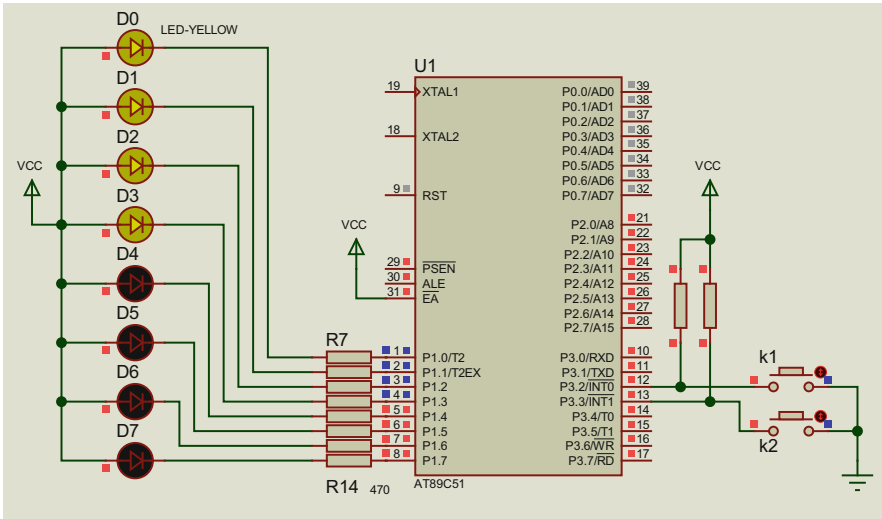 D0
LED-YELLOW
D1
D2
D3
D4
D5
D6
D7
VCC
VCC
VCC
U1
19 XTAL1
18 XTAL2
9 RST
29 PSEN
30 ALE
31 EA
1 P1.0/T2
2 P1.1/T2EX
3 P1.2
4 P1.3
5 P1.4
6 P1.5
7 P1.6
8 P1.7
P0.0/AD0 39
P0.1/AD1 38
P0.2/AD2 37
P0.3/AD3 36
P0.4/AD4 35
P0.5/AD5 34
P0.6/AD6 33
P0.7/AD7 32
P2.0/A8 21
P2.1/A9 22
P2.2/A10 23
P2.3/A11 24
P2.4/A12 25
P2.5/A13 26
P2.6/A14 27
P2.7/A15 28
P3.0/RXD 10
P3.1/TXD 11
P3.2/INT0 12
P3.3/INT1 13
P3.4/T0 14
P3.5/T1 15
P3.6/WR 16
P3.7/RD 17
AT89C51
R7
R14 470
k1
k2